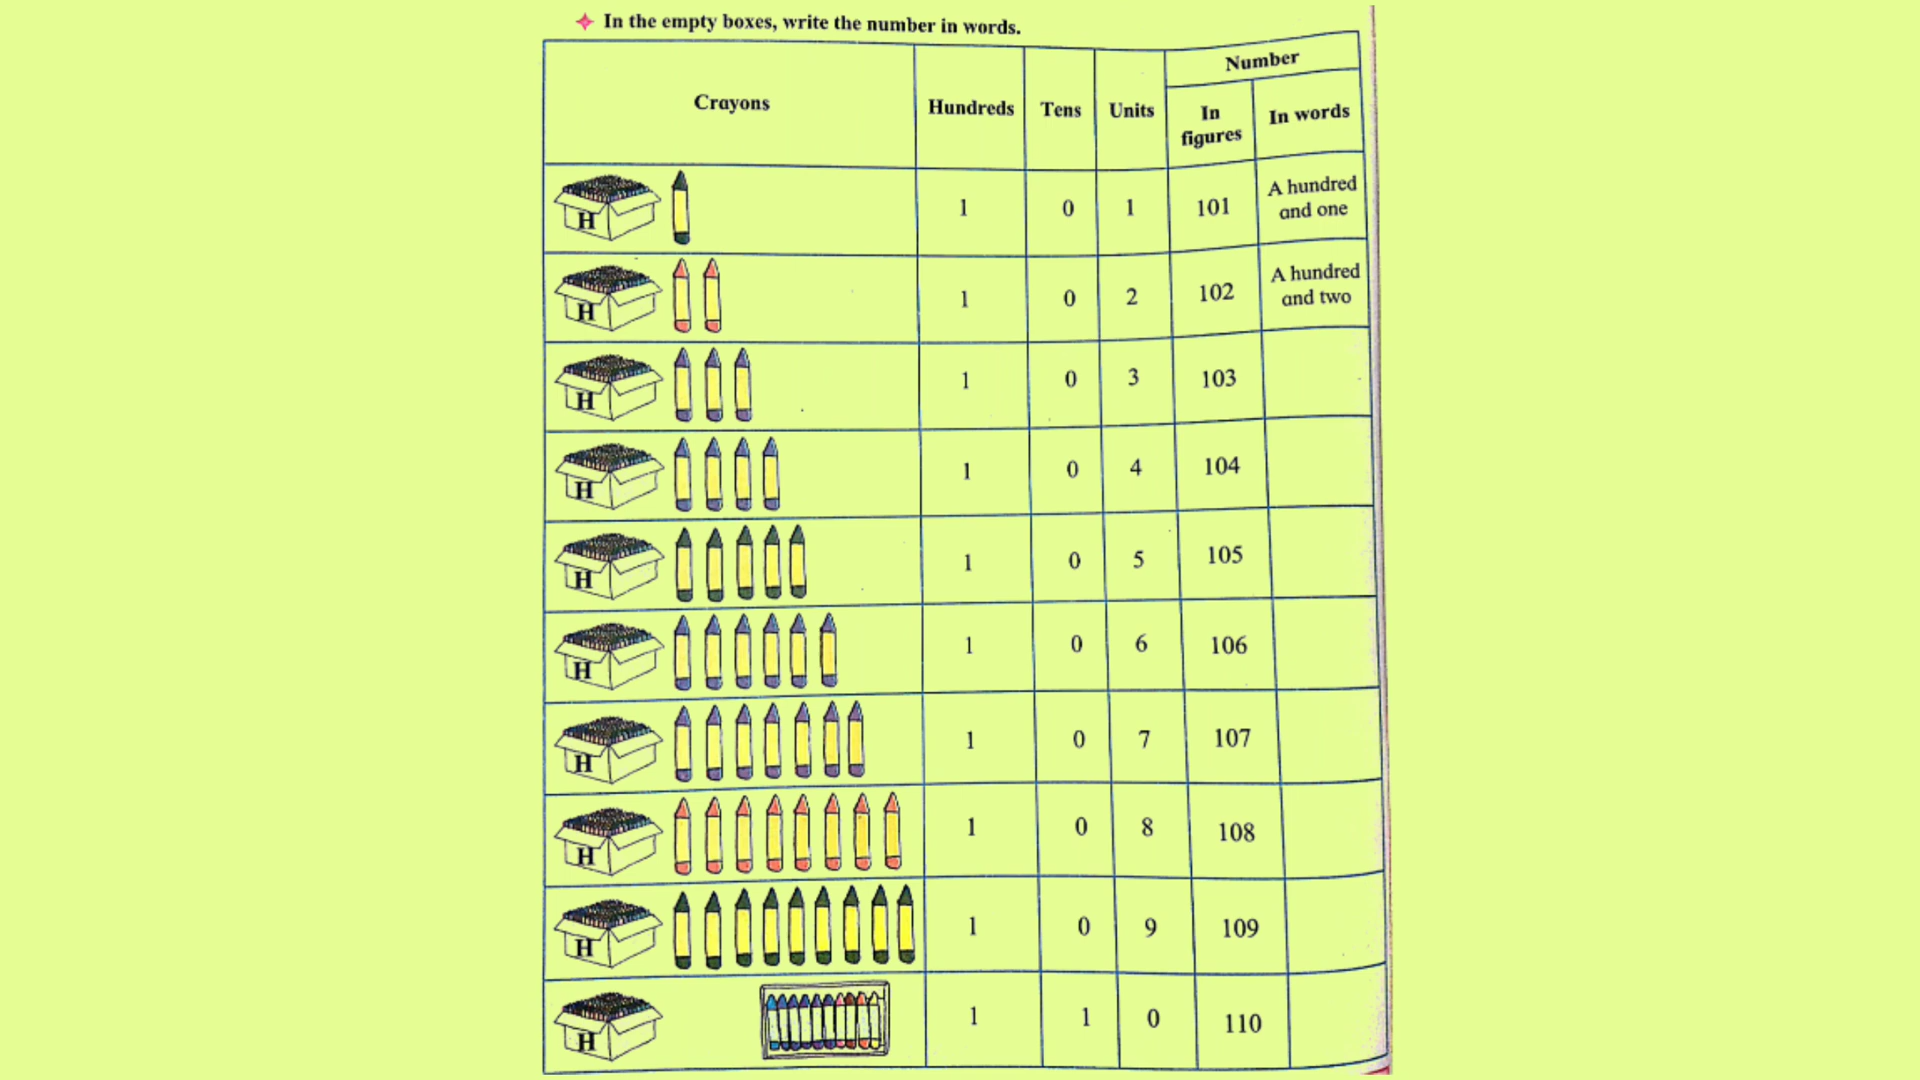 In the empty boxes, write the number in words.
Crayons Hundreds Tens Units Number
In figures In words
H 1 0 1 101 A hundred and one
H 1 0 2 102 A hundred and two
H 1 0 3 103
H 1 0 4 104
H 1 0 5 105
H 1 0 6 106
H 1 0 7 107
H 1 0 8 108
H 1 0 9 109
H 1 1 0 110